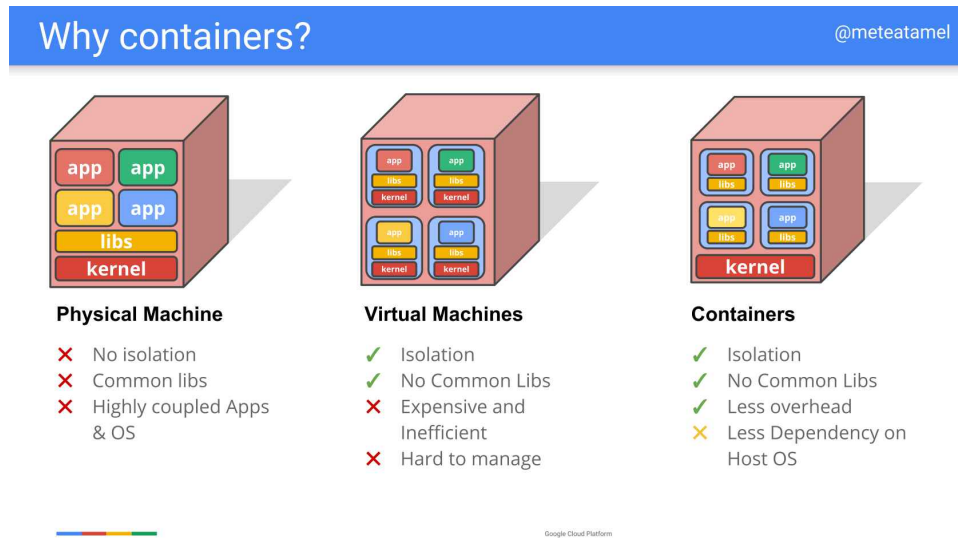 Why containers?
@meteatamel
app app
app app
libs
kernel
app app
libs libs
kernel kernel
app app
libs libs
kernel kernel
app app
libs libs
app app
libs libs
kernel
Physical Machine
✕ No isolation
✕ Common libs
✕ Highly coupled Apps
& OS
Virtual Machines
✓ Isolation
✓ No Common Libs
✕ Expensive and
Inefficient
✕ Hard to manage
Containers
✓ Isolation
✓ No Common Libs
✓ Less overhead
✕ Less Dependency on
Host OS
Google Cloud Platform